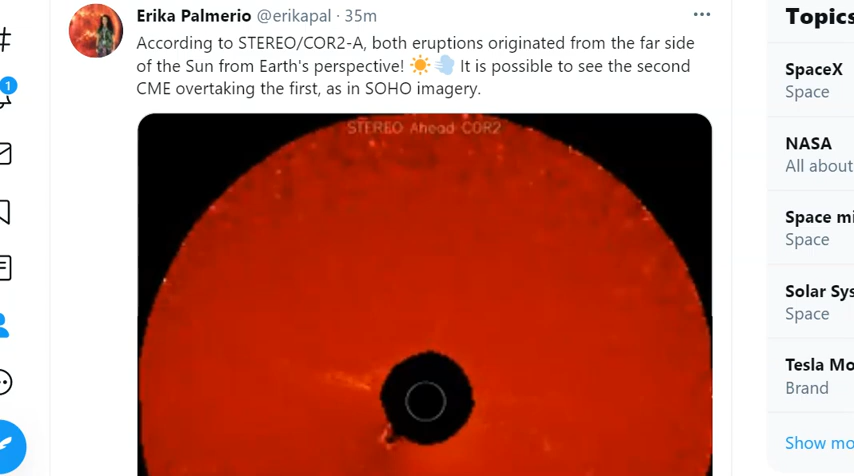 Erika Palmerio @erikapal · 35m
According to STEREO/COR2-A, both eruptions originated from the far side
of the Sun from Earth's perspective! ☀️💨 It is possible to see the second
CME overtaking the first, as in SOHO imagery.
STEREO Ahead COR2
1
Topics
SpaceX
Space
NASA
All about
Space mi
Space
Solar Sys
Space
Tesla Mo
Brand
Show mo